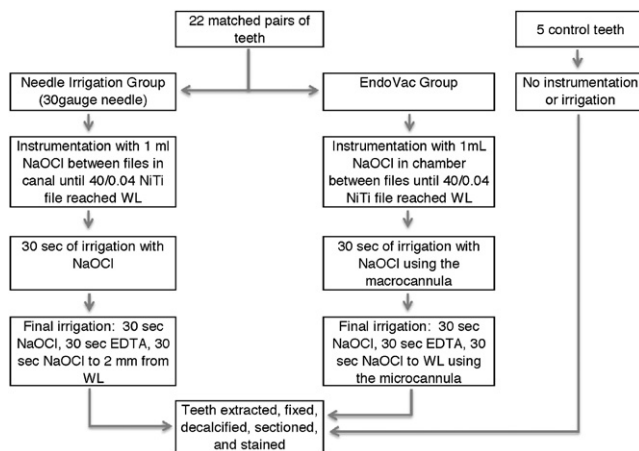 22 matched pairs of
teeth
5 control teeth
Needle Irrigation Group
(30gauge needle)
EndoVac Group
No instrumentation
or irrigation
Instrumentation with 1 ml
NaOCl between files in
canal until 40/0.04 NiTi
file reached WL
Instrumentation with 1mL
NaOCl in chamber
between files until 40/0.04
NiTi file reached WL
30 sec of irrigation with
NaOCl
30 sec of irrigation with
NaOCl using the
macrocannula
Final irrigation: 30 sec
NaOCl, 30 sec EDTA, 30
sec NaOCl to 2 mm from
WL
Final irrigation: 30 sec
NaOCl, 30 sec EDTA, 30
sec NaOCl to WL using
the microcannula
Teeth extracted, fixed,
decalcified, sectioned,
and stained